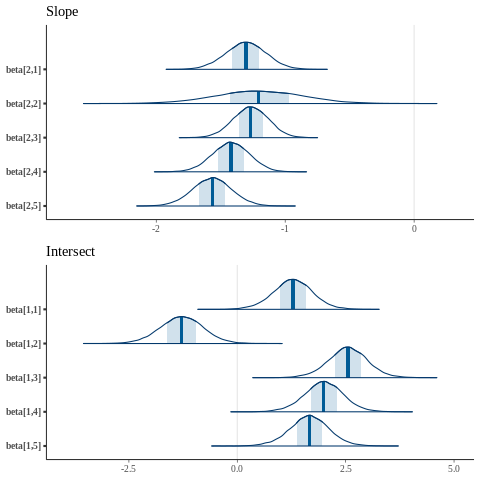 Slope
beta[2,1]
beta[2,2]
beta[2,3]
beta[2,4]
beta[2,5]
-2 -1 0
Intersect
beta[1,1]
beta[1,2]
beta[1,3]
beta[1,4]
beta[1,5]
-2.5 0.0 2.5 5.0